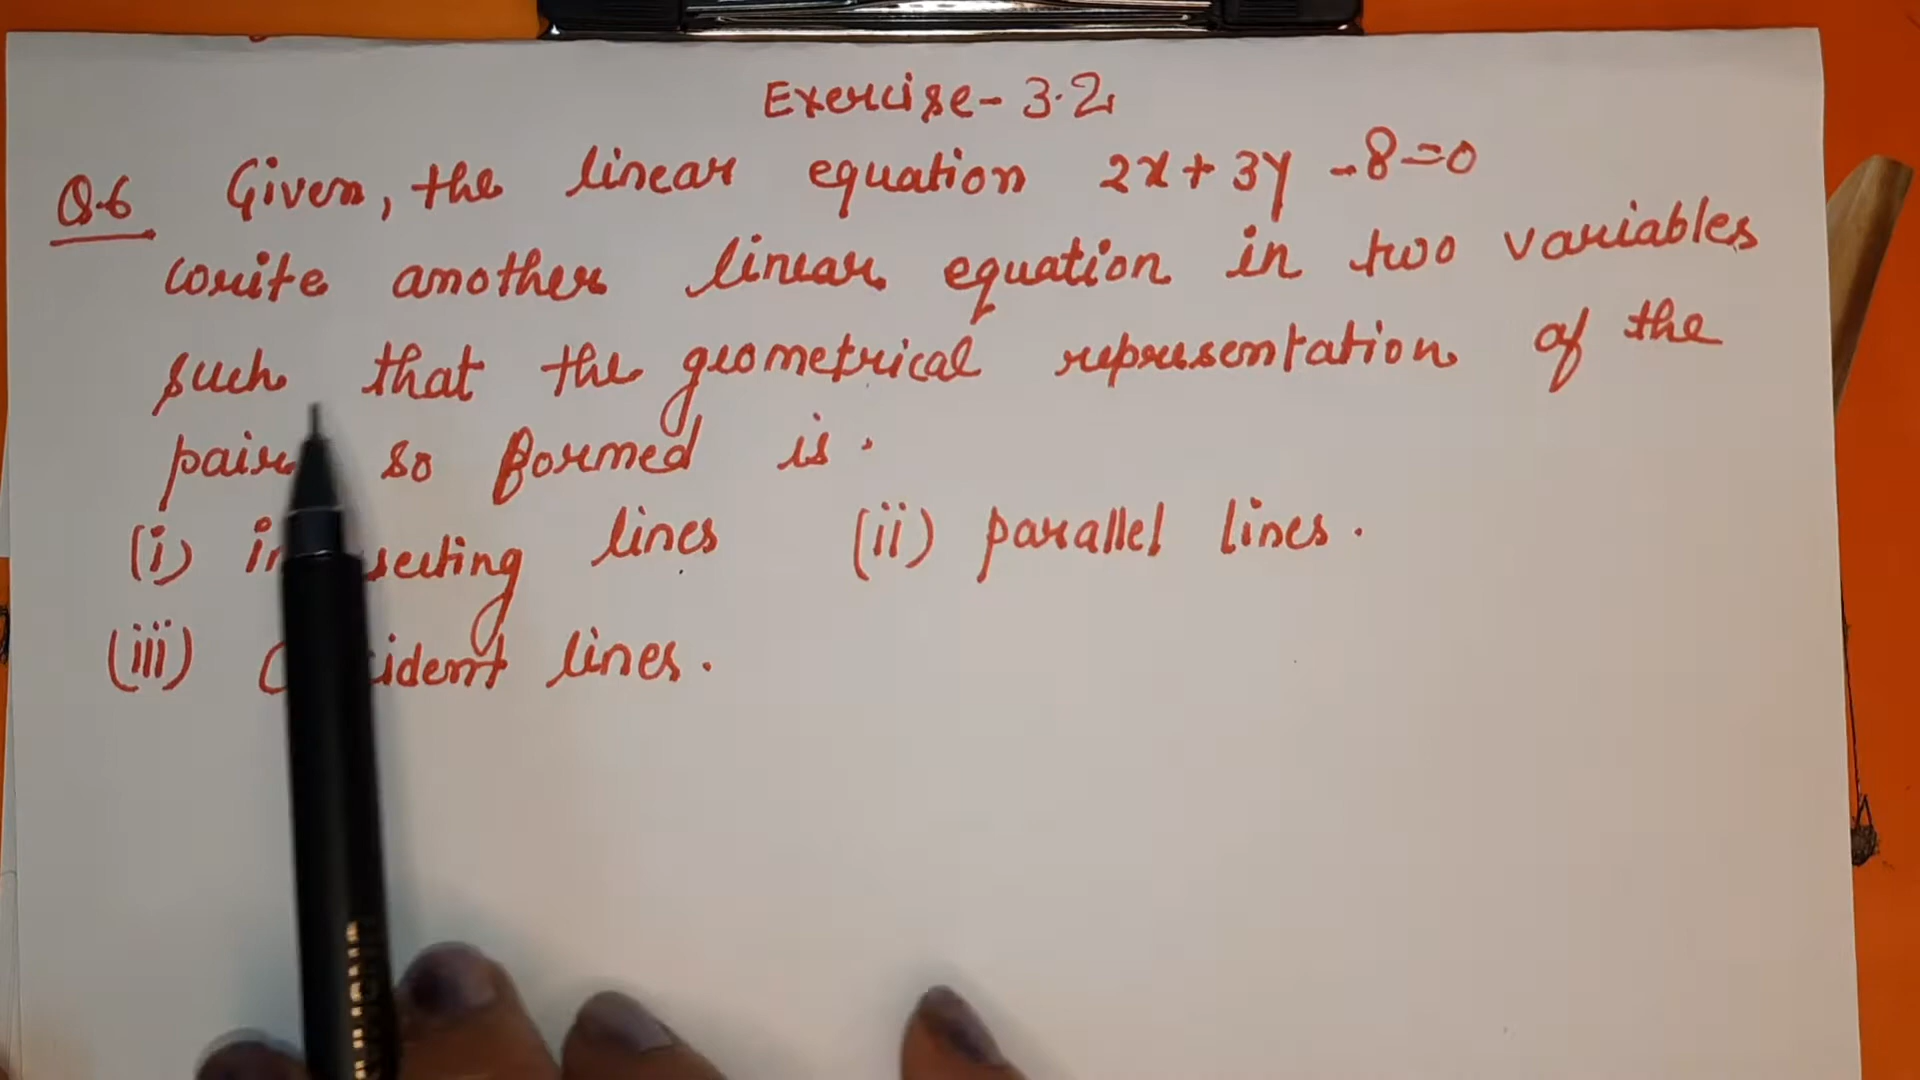 Exercise - 3.2
Q.6 Given, the linear equation 2x + 3y - 8 = 0
write another linear equation in two variables
such that the geometrical representation of the
pair so formed is.
(i) lines (ii) parallel lines.
(iii) lines.